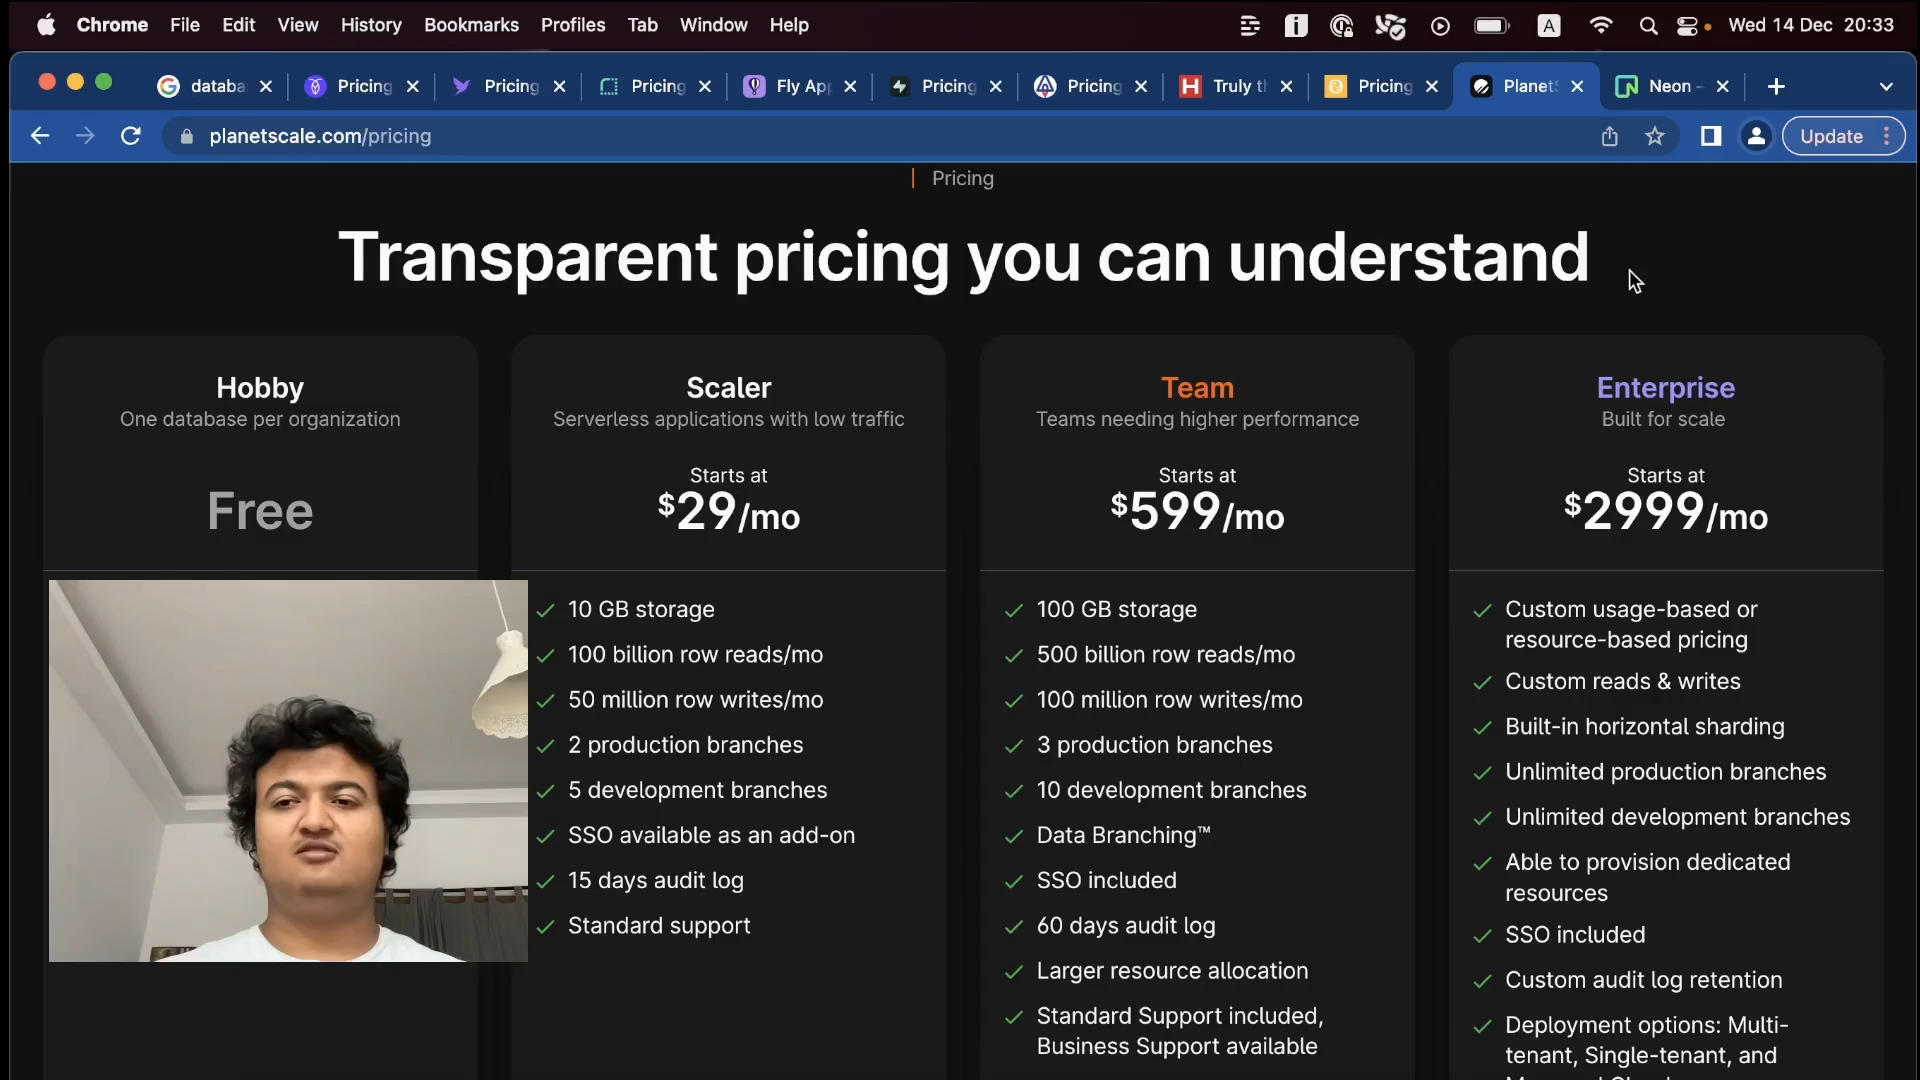 Chrome File Edit View History Bookmarks Profiles Tab Window Help A Wed 14 Dec 20:33
databa Pricing Pricing Pricing Fly Ap Pricing Pricing H Truly t Pricing Planet Neon -
planetscale.com/pricing Update
Pricing
Transparent pricing you can understand
Hobby
One database per organization
Free
Scaler
Serverless applications with low traffic
Starts at
$29/mo
10 GB storage
100 billion row reads/mo
50 million row writes/mo
2 production branches
5 development branches
SSO available as an add-on
15 days audit log
Standard support
Team
Teams needing higher performance
Starts at
$599/mo
100 GB storage
500 billion row reads/mo
100 million row writes/mo
3 production branches
10 development branches
Data Branching™
SSO included
60 days audit log
Larger resource allocation
Standard Support included,
Business Support available
Enterprise
Built for scale
Starts at
$2999/mo
Custom usage-based or
resource-based pricing
Custom reads & writes
Built-in horizontal sharding
Unlimited production branches
Unlimited development branches
Able to provision dedicated
resources
SSO included
Custom audit log retention
Deployment options: Multi-
tenant, Single-tenant, and